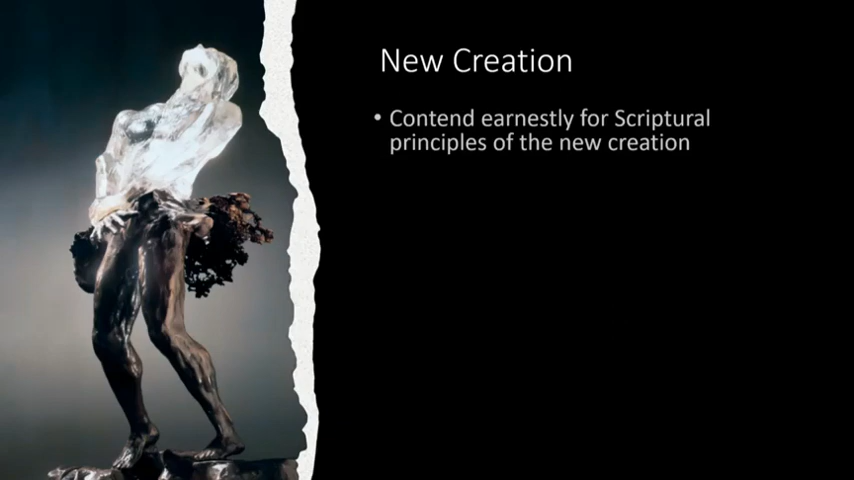 New Creation
• Contend earnestly for Scriptural
principles of the new creation